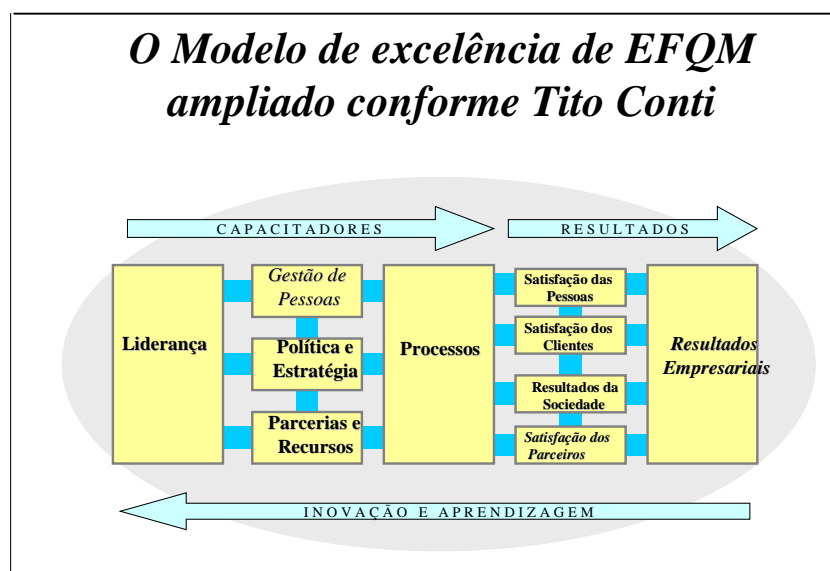 O Modelo de excelência de EFQM
ampliado conforme Tito Conti
CAPACITADORES
RESULTADOS
Liderança
Gestão de
Pessoas
Política e
Estratégia
Parcerias e
Recursos
Processos
Satisfação das
Pessoas
Satisfação dos
Clientes
Resultados da
Sociedade
Satisfação dos
Parceiros
Resultados
Empresariais
INOVAÇÃO E APRENDIZAGEM